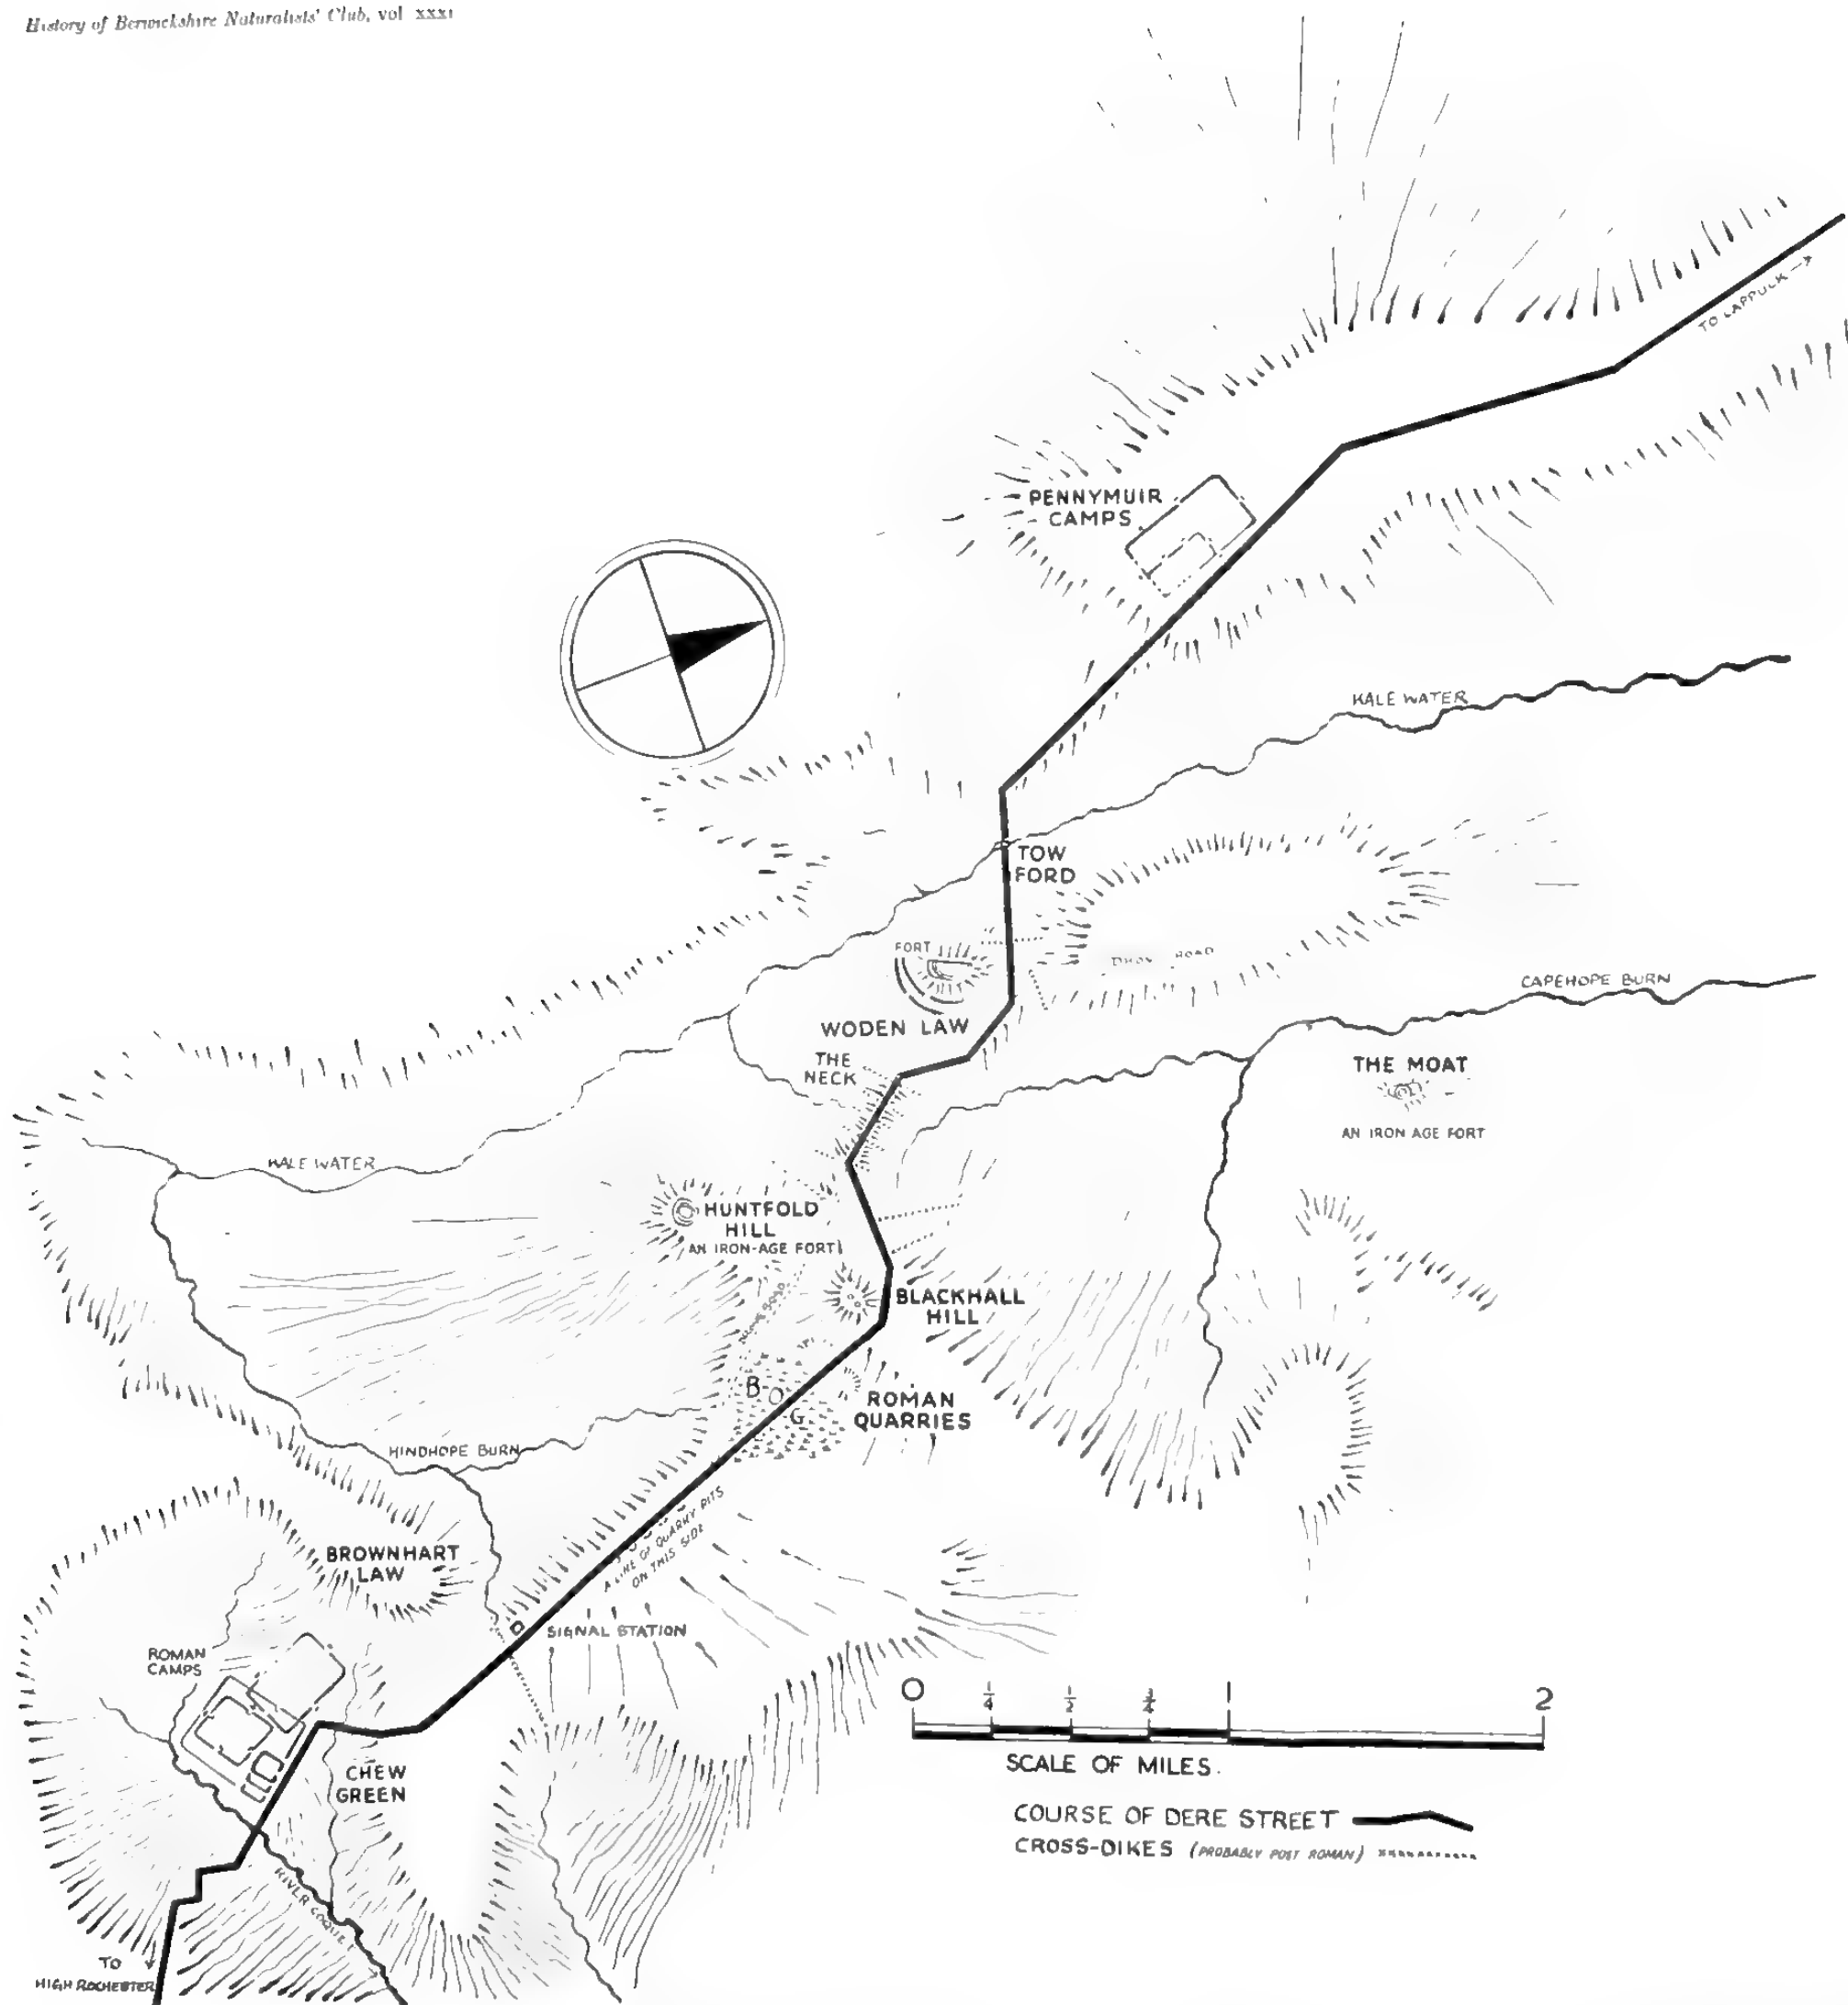 History of Berwickshire Naturalists' Club, vol xxxi
TO LAPPULK
PENNYMUIR
CAMPS
KALE WATER
TOW
FORD
FORT
ROAD
CAPEHOPE BURN
WODEN LAW
THE
NECK
THE MOAT
AN IRON AGE FORT
KALE WATER
HUNTFOLD
HILL
AN IRON-AGE FORT
BLACKHALL
HILL
BOG
ROMAN
QUARRIES
HINDHOPE BURN
A LINE OF QUARRY PITS
ON THIS SIDE
BROWNHART
LAW
SIGNAL STATION
ROMAN
CAMPS
CHEW
GREEN
0 1/4 1/2 3/4 1 2
SCALE OF MILES.
COURSE OF DERE STREET
CROSS-DIKES (PROBABLY POST ROMAN)
RIVER COQUET
TO
HIGH ROCHESTER